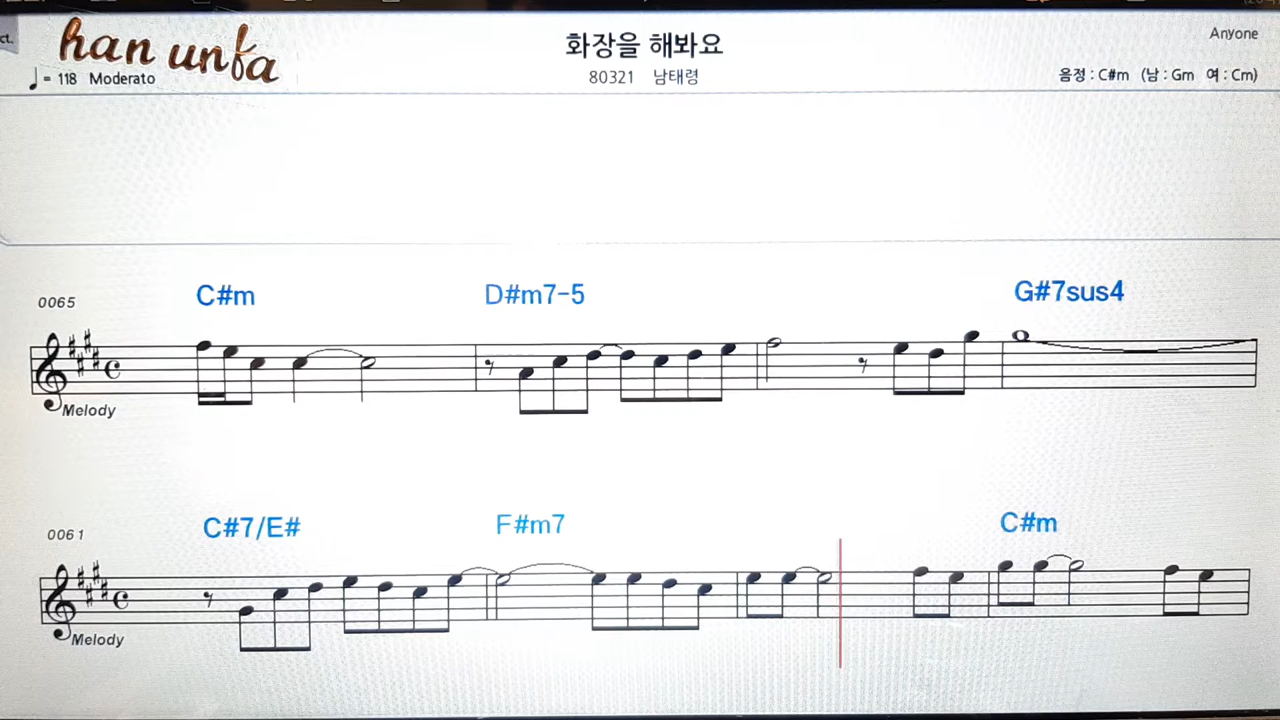 ct.
han unfa
화장을 해봐요
Anyone
♩= 118 Moderato
80321 남태령
음정 : C#m (남 : Gm 여 : Cm)
0065
C#m
D#m7-5
G#7sus4
Melody
0061
C#7/E#
F#m7
C#m
Melody